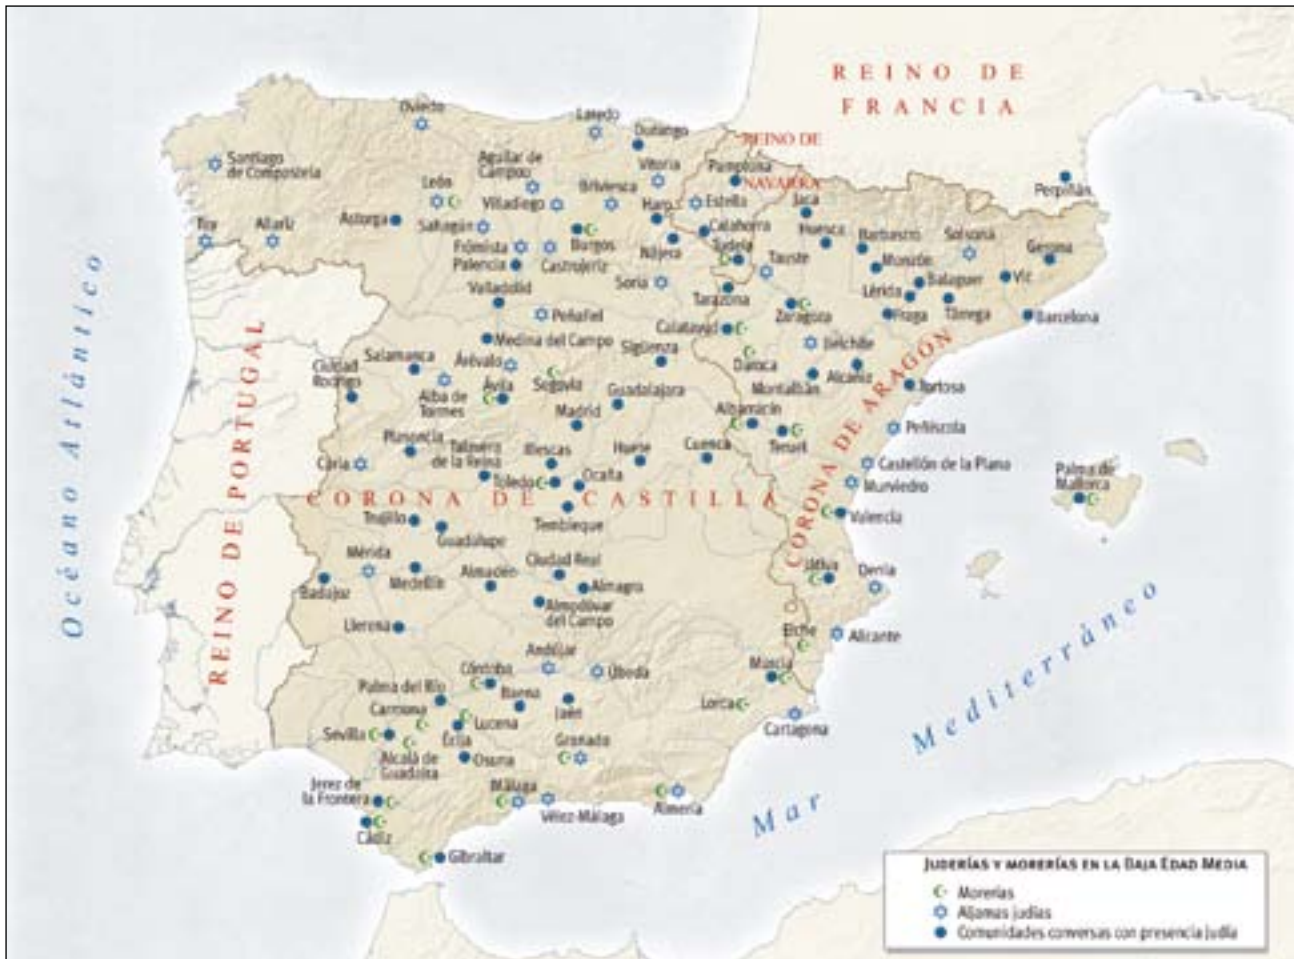 REINO DE
FRANCIA
REINO DE
NAVARRA
Oviedo
Laredo
Durango
Santiago
de Compostela
Aguilar de
Campoo
Vitoria
Pamplona
Perpiñán
León
Villadiego
Briviesca
Haro
Estella
Jaca
Tuy
Allariz
Astorga
Sahagún
Burgos
Calahorra
Huesca
Barbastro
Solsona
Gerona
Frómista
Castrojeriz
Nájera
Tudela
Tauste
Monzón
Palencia
Soria
Balaguer
Vic
Valladolid
Tarazona
Lérida
Peñafiel
Zaragoza
Fraga
Tárrega
Barcelona
Medina del Campo
Calatayud
Belchite
Salamanca
Arévalo
Sigüenza
Daroca
Ciudad
Rodrigo
Segovia
Montalbán
Alcañiz
Tortosa
Alba de
Tormes
Ávila
Guadalajara
Madrid
Albarracín
Teruel
Peñíscola
Plasencia
Talavera
de la Reina
Illescas
Huete
Cuenca
Coria
Castellón de la Plana
Toledo
Ocaña
Murviedro
Palma de
Mallorca
CORONA DE CASTILLA
CORONA DE ARAGÓN
REINO DE PORTUGAL
Océano Atlántico
Trujillo
Guadalupe
Tembleque
Valencia
Mérida
Medellín
Almadén
Ciudad Real
Játiva
Denia
Badajoz
Almagro
Almodóvar
del Campo
Llerena
Elche
Alicante
Andújar
Córdoba
Úbeda
Murcia
Palma del Río
Baena
Jaén
Lorca
Carmona
Lucena
Cartagena
Sevilla
Écija
Alcalá de
Guadaíra
Osuna
Granada
Jerez de
la Frontera
Málaga
Vélez-Málaga
Almería
Cádiz
Gibraltar
Mar Mediterráneo
JUDERÍAS Y MORERÍAS EN LA BAJA EDAD MEDIA
Morerías
Aljamas judías
Comunidades conversas con presencia judía